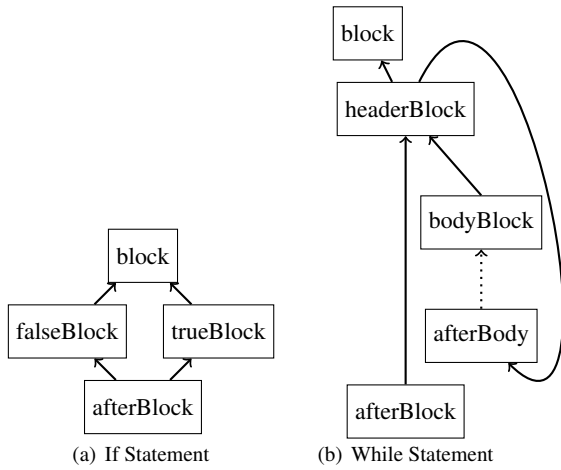 block
falseBlock
trueBlock
afterBlock
(a) If Statement
block
headerBlock
bodyBlock
afterBody
afterBlock
(b) While Statement